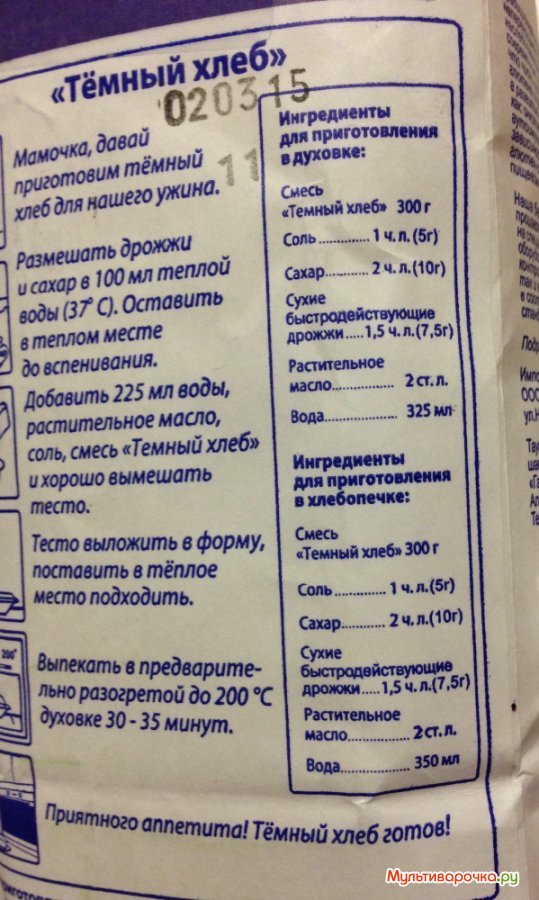 «Тёмный хлеб»
020315
11
Мамочка, давай
приготовим тёмный
хлеб для нашего ужина.
Размешать дрожжи
и сахар в 100 мл теплой
воды (37° С). Оставить
в теплом месте
до вспенивания.
Добавить 225 мл воды,
растительное масло,
соль, смесь «Темный хлеб»
и хорошо вымешать
тесто.
Тесто выложить в форму,
поставить в тёплое
место подходить.
200°
Выпекать в предварите-
льно разогретой до 200 °С
духовке 30 - 35 минут.
Приятного аппетита! Тёмный хлеб готов!
Ингредиенты
для приготовления
в духовке:
Смесь
«Темный хлеб» 300 г
Соль.............. 1 ч. л. (5г)
Сахар............ 2 ч. л. (10г)
Сухие
быстродействующие
дрожжи.....1,5 ч. л. (7,5г)
Растительное
масло............ 2 ст. л.
Вода.............. 325 мл
Ингредиенты
для приготовления
в хлебопечке:
Смесь
«Темный хлеб» 300 г
Соль.............. 1 ч. л.(5г)
Сахар............ 2 ч. л.(10г)
Сухие
быстродействующие
дрожжи.....1,5 ч. л.(7,5г)
Растительное
масло............ 2 ст. л.
Вода.............. 350 мл
Мультиварочка.ру